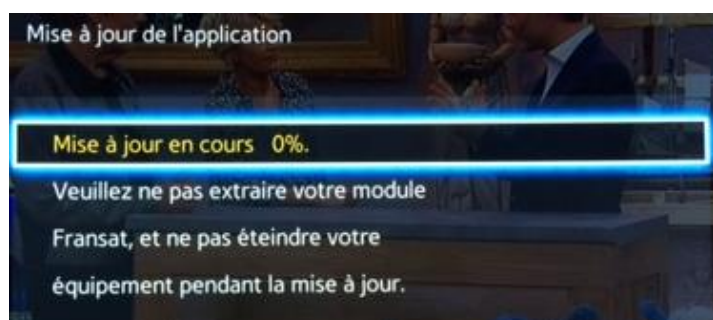 Mise à jour de l'application
Mise à jour en cours 0%.
Veuillez ne pas extraire votre module
Fransat, et ne pas éteindre votre
équipement pendant la mise à jour.